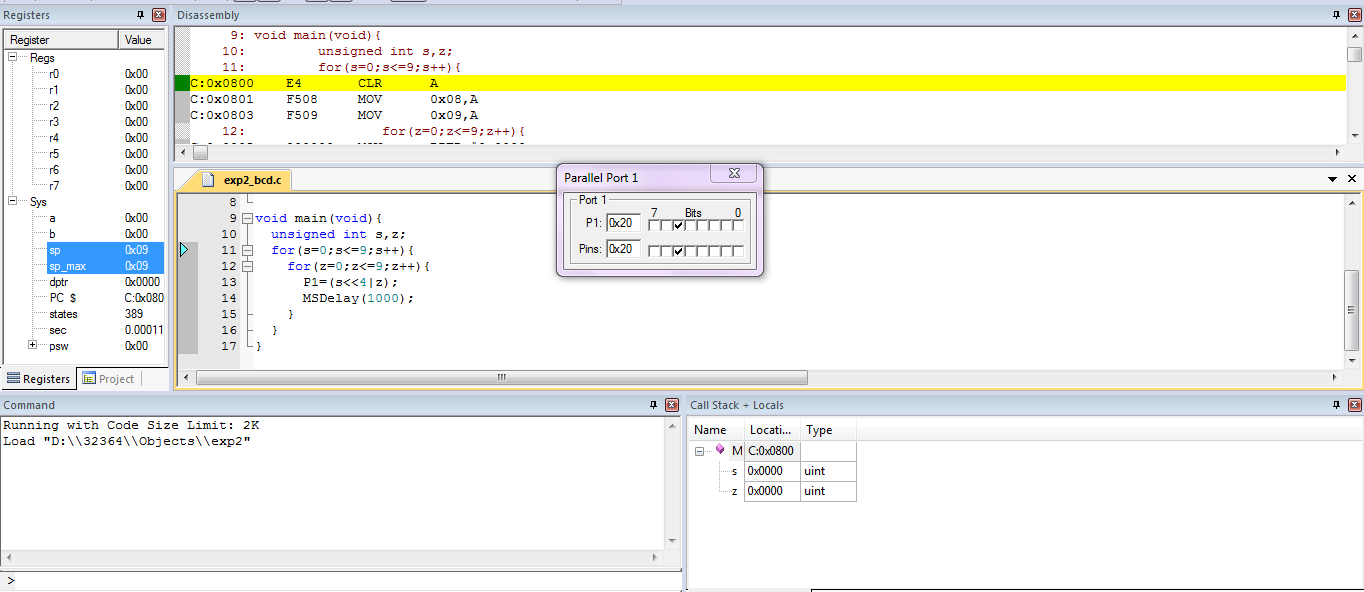 Registers
Register Value
Regs
r0 0x00
r1 0x00
r2 0x00
r3 0x00
r4 0x00
r5 0x00
r6 0x00
r7 0x00
Sys
a 0x00
b 0x00
sp 0x09
sp_max 0x09
dptr 0x0000
PC $ C:0x080
states 389
sec 0.00011
psw 0x00
Registers Project
Disassembly
9: void main(void){
10: unsigned int s,z;
11: for(s=0;s<=9;s++){
C:0x0800 E4 CLR A
C:0x0801 F508 MOV 0x08,A
C:0x0803 F509 MOV 0x09,A
12: for(z=0;z<=9;z++){
exp2_bcd.c
8
9 void main(void){
10 unsigned int s,z;
11 for(s=0;s<=9;s++){
12 for(z=0;z<=9;z++){
13 P1=(s<<4|z);
14 MSDelay(1000);
15 }
16 }
17 }
Parallel Port 1
Port 1
7 Bits 0
P1: 0x20
Pins: 0x20
Command
Running with Code Size Limit: 2K
Load "D:\\32364\\Objects\\exp2"
>
Call Stack + Locals
Name Locati... Type
M C:0x0800
s 0x0000 uint
z 0x0000 uint